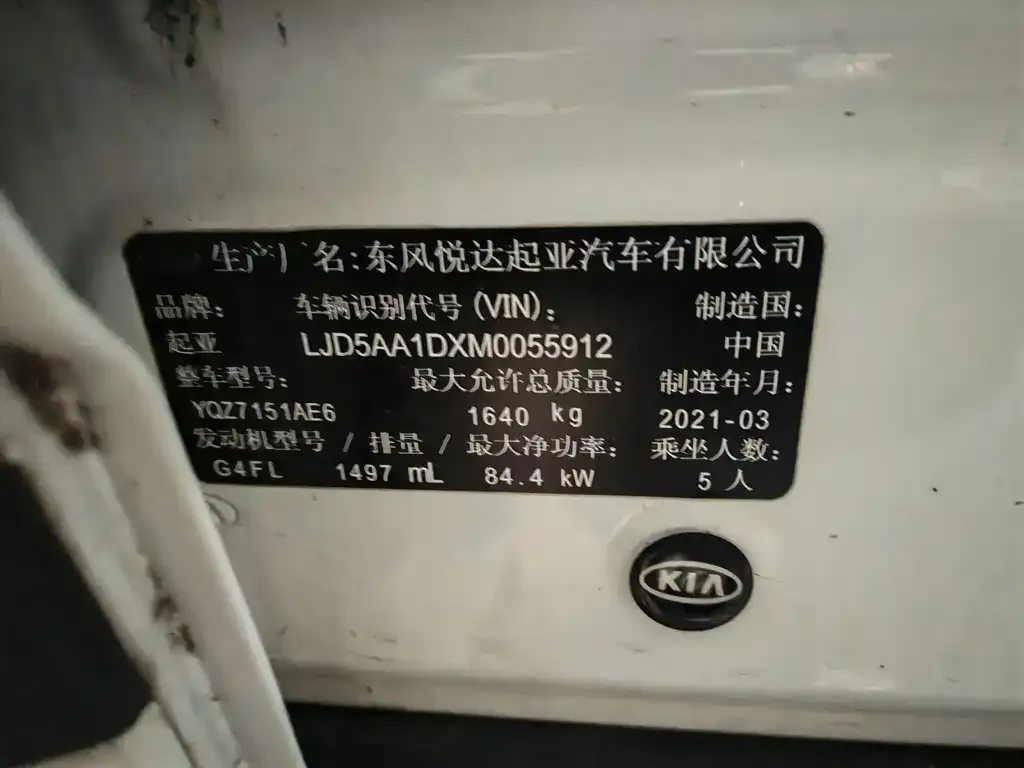 生产厂名:东风悦达起亚汽车有限公司
品牌: 车辆识别代号(VIN): 制造国:
起亚 LJD5AA1DXM0055912 中国
整车型号: 最大允许总质量: 制造年月:
YQZ7151AE6 1640 kg 2021-03
发动机型号 / 排量 / 最大净功率: 乘坐人数:
G4FL 1497 mL 84.4 kW 5 人
KIA